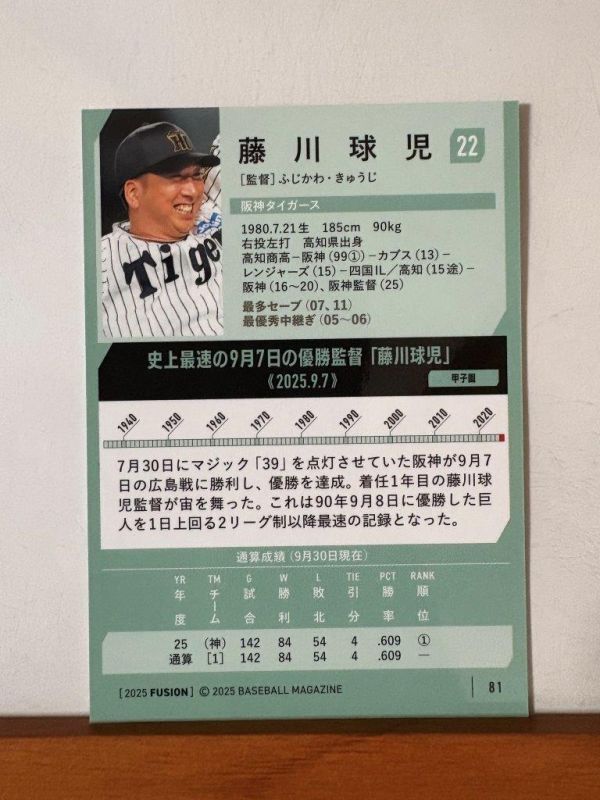 藤川球児 22
[監督] ふじかわ・きゅうじ
阪神タイガース
1980.7.21生 185cm 90kg
右投左打 高知県出身
高知商高－阪神(99①)－カブス(13)－
レンジャーズ(15)－四国IL／高知(15途)－
阪神(16〜20)、阪神監督(25)
最多セーブ(07、11)
最優秀中継ぎ(05〜06)
Tige
史上最速の9月7日の優勝監督「藤川球児」
《2025.9.7》 甲子園
1940 1950 1960 1970 1980 1990 2000 2010 2020
7月30日にマジック「39」を点灯させていた阪神が9月7
日の広島戦に勝利し、優勝を達成。着任1年目の藤川球
児監督が宙を舞った。これは90年9月8日に優勝した巨
人を1日上回る2リーグ制以降最速の記録となった。
通算成績(9月30日現在)
YR TM G W L TIE PCT RANK
年度 チーム 試合 勝利 敗北 引分 勝率 順位
25 (神) 142 84 54 4 .609 ①
通算 [1] 142 84 54 4 .609 —
[2025 FUSION] © 2025 BASEBALL MAGAZINE 81